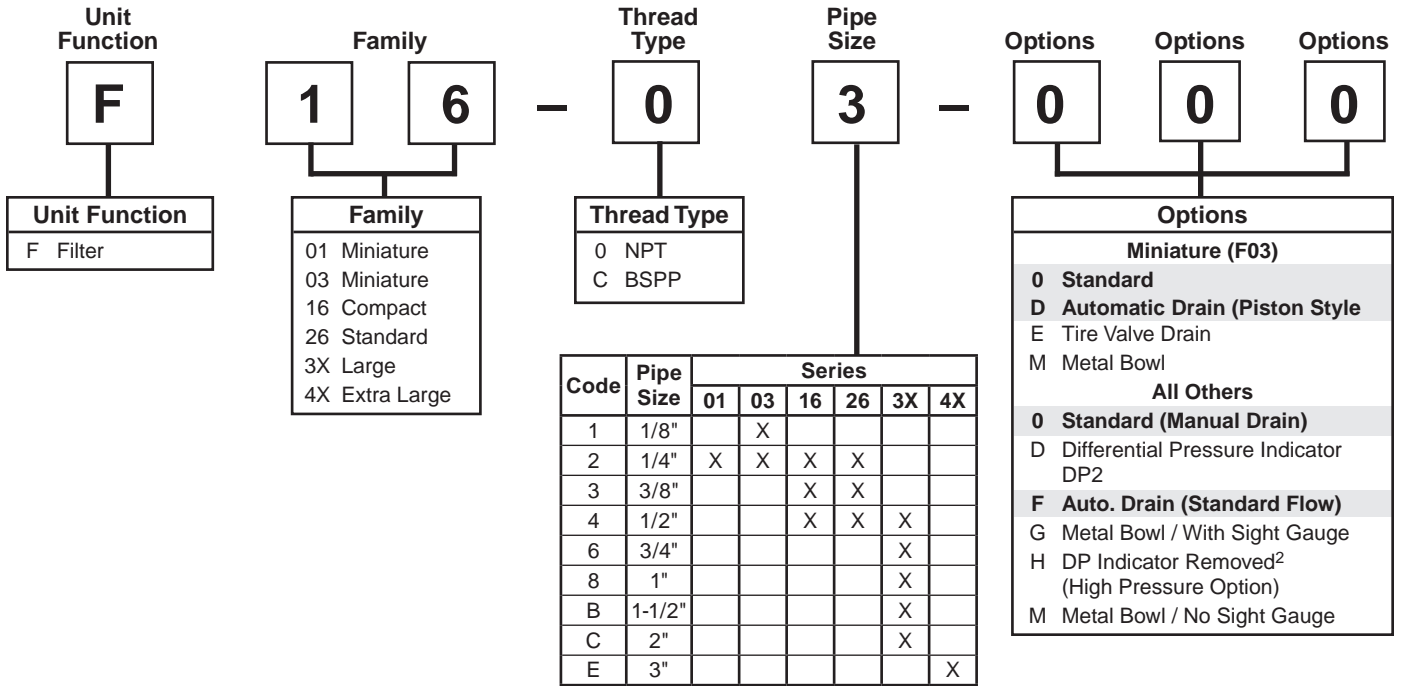 Unit
Function
Family
Thread
Type
Pipe
Size
Options
Options
Options
F
1
6
–
0
3
–
0
0
0
Unit Function
F Filter
Family
01 Miniature
03 Miniature
16 Compact
26 Standard
3X Large
4X Extra Large
Thread Type
0 NPT
C BSPP
Code Pipe Size Series
01 03 16 26 3X 4X
1 1/8" X
2 1/4" X X X X
3 3/8" X X
4 1/2" X X X
6 3/4" X
8 1" X
B 1-1/2" X
C 2" X
E 3" X
Options
Miniature (F03)
0 Standard
D Automatic Drain (Piston Style
E Tire Valve Drain
M Metal Bowl
All Others
0 Standard (Manual Drain)
D Differential Pressure Indicator
DP2
F Auto. Drain (Standard Flow)
G Metal Bowl / With Sight Gauge
H DP Indicator Removed2
(High Pressure Option)
M Metal Bowl / No Sight Gauge